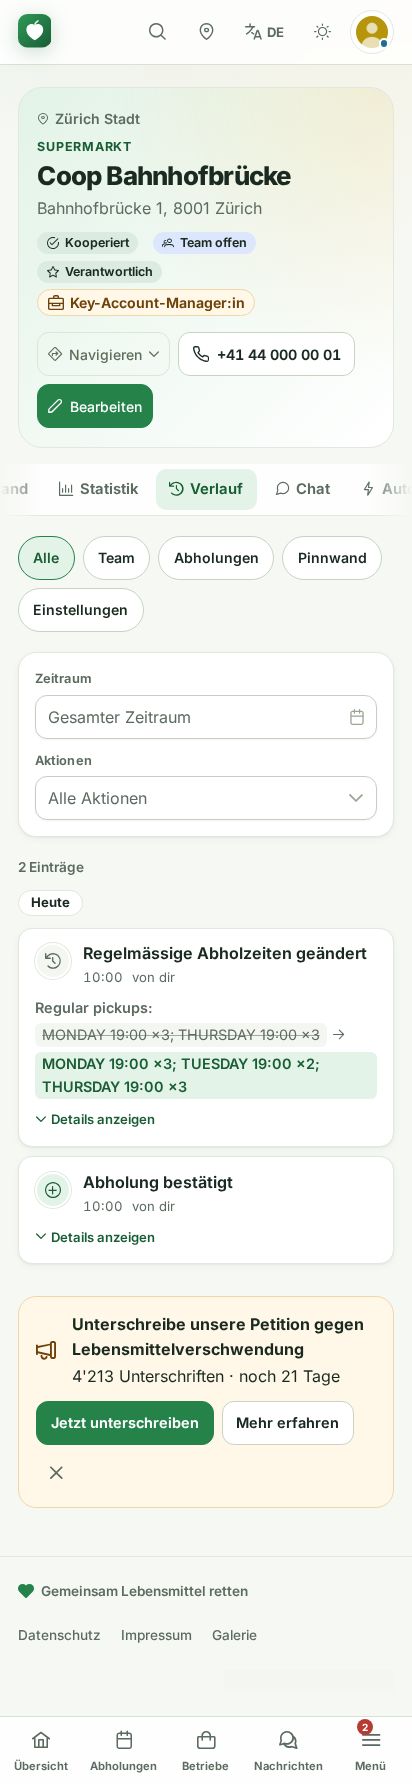 DE
Zürich Stadt
SUPERMARKT
Coop Bahnhofbrücke
Bahnhofbrücke 1, 8001 Zürich
Kooperiert
Team offen
Verantwortlich
Key-Account-Manager:in
Navigieren
+41 44 000 00 01
Bearbeiten
and Statistik Verlauf Chat Auto
Alle Team Abholungen Pinnwand
Einstellungen
Zeitraum
Gesamter Zeitraum
Aktionen
Alle Aktionen
2 Einträge
Heute
Regelmässige Abholzeiten geändert
10:00 von dir
Regular pickups:
MONDAY 19:00 ×3; THURSDAY 19:00 ×3 →
MONDAY 19:00 ×3; TUESDAY 19:00 ×2;
THURSDAY 19:00 ×3
Details anzeigen
Abholung bestätigt
10:00 von dir
Details anzeigen
Unterschreibe unsere Petition gegen
Lebensmittelverschwendung
4'213 Unterschriften · noch 21 Tage
Jetzt unterschreiben
Mehr erfahren
Gemeinsam Lebensmittel retten
Datenschutz Impressum Galerie
2
Übersicht Abholungen Betriebe Nachrichten Menü